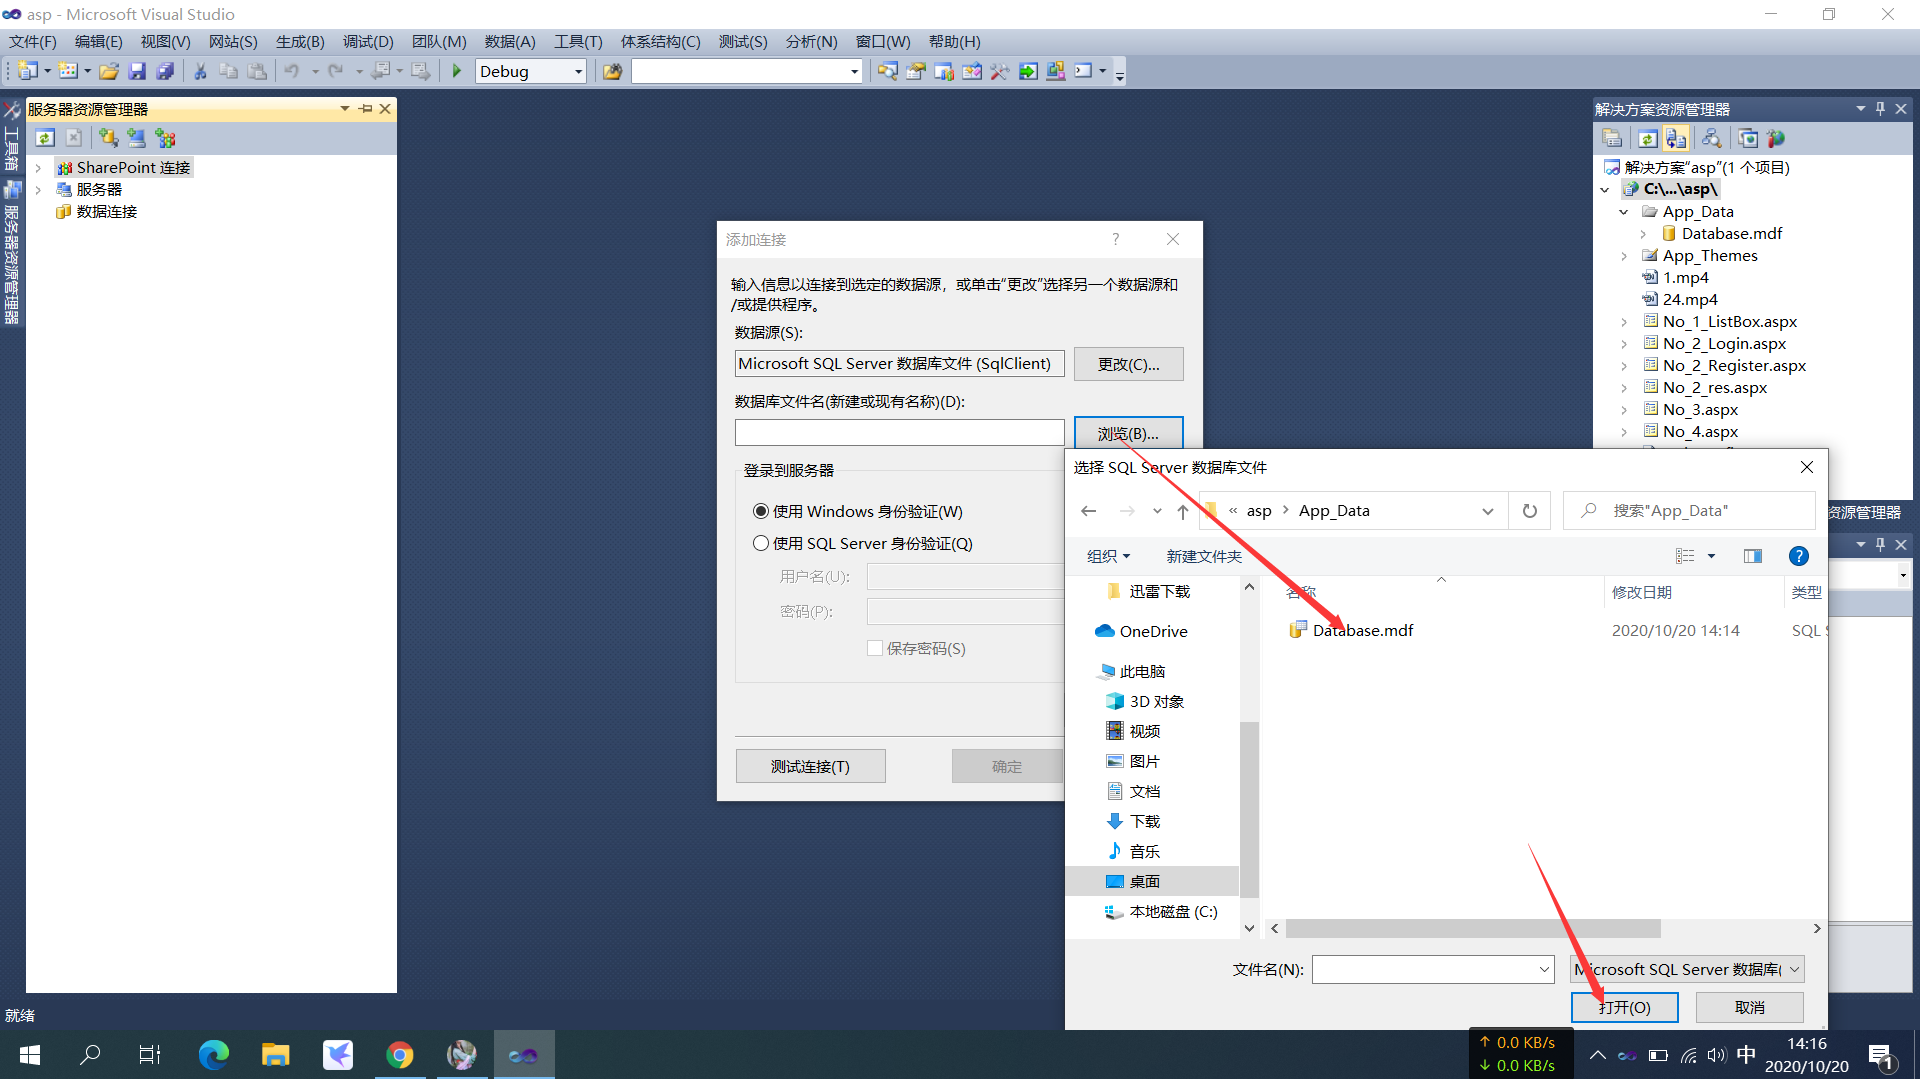 asp - Microsoft Visual Studio
文件(F) 编辑(E) 视图(V) 网站(S) 生成(B) 调试(D) 团队(M) 数据(A) 工具(T) 体系结构(C) 测试(S) 分析(N) 窗口(W) 帮助(H)
Debug
工具箱
服务器资源管理器
服务器资源管理器
SharePoint 连接
服务器
数据连接
添加连接
?
输入信息以连接到选定的数据源，或单击“更改”选择另一个数据源和
/或提供程序。
数据源(S):
Microsoft SQL Server 数据库文件 (SqlClient)
更改(C)...
数据库文件名(新建或现有名称)(D):
浏览(B)...
登录到服务器
使用 Windows 身份验证(W)
使用 SQL Server 身份验证(Q)
用户名(U):
密码(P):
保存密码(S)
测试连接(T)
确定
解决方案资源管理器
解决方案“asp”(1 个项目)
C:\...\asp\
App_Data
Database.mdf
App_Themes
1.mp4
24.mp4
No_1_ListBox.aspx
No_2_Login.aspx
No_2_Register.aspx
No_2_res.aspx
No_3.aspx
No_4.aspx
资源管理器
选择 SQL Server 数据库文件
« asp App_Data
搜索"App_Data"
组织 新建文件夹
?
名称 修改日期 类型
Database.mdf 2020/10/20 14:14 SQL S
迅雷下载
OneDrive
此电脑
3D 对象
视频
图片
文档
下载
音乐
桌面
本地磁盘 (C:)
文件名(N):
Microsoft SQL Server 数据库(
打开(O) 取消
就绪
↑ 0.0 KB/s
↓ 0.0 KB/s
中
14:16
2020/10/20
1